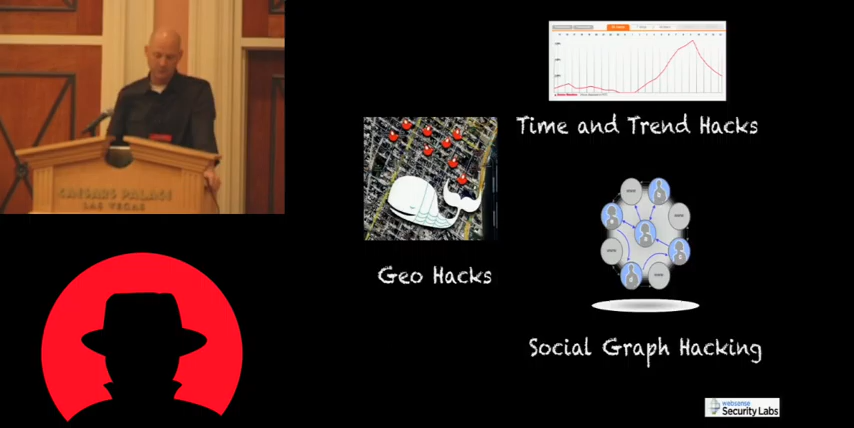 Time and Trend Hacks
Geo Hacks
Social Graph Hacking
CAESARS PALACE
LAS VEGAS
websense
Security Labs